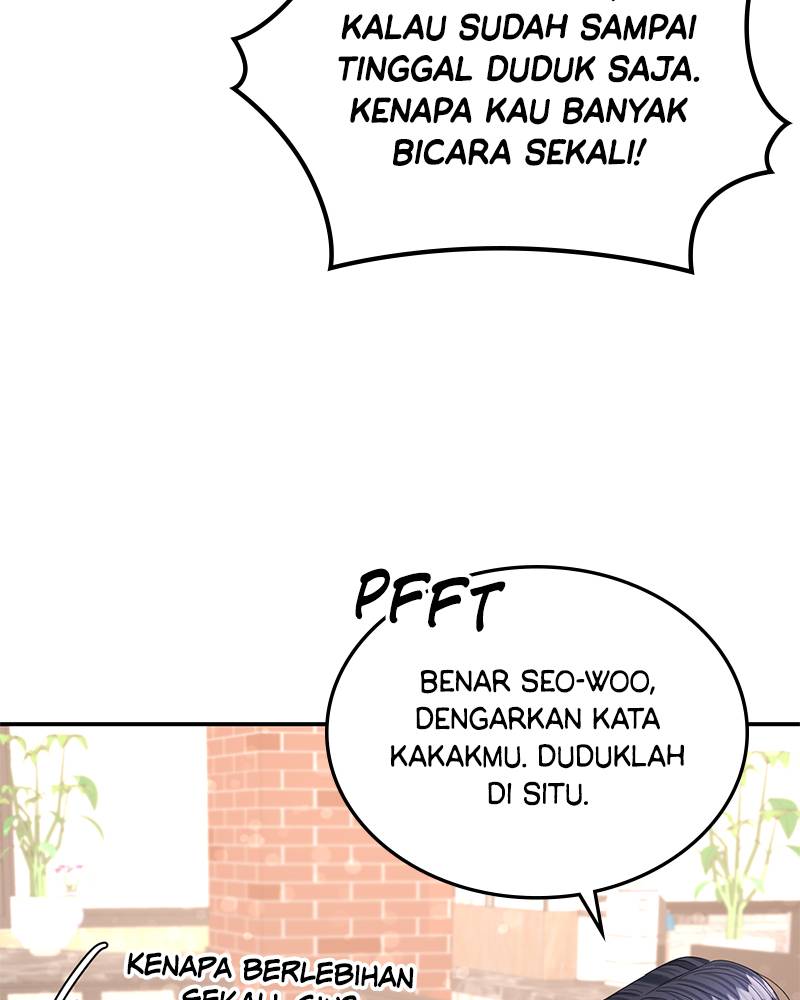 KALAU SUDAH SAMPAI
TINGGAL DUDUK SAJA.
KENAPA KAU BANYAK
BICARA SEKALI!
PFFT
BENAR SEO-WOO,
DENGARKAN KATA
KAKAKMU. DUDUKLAH
DI SITU.
KENAPA BERLEBIHAN